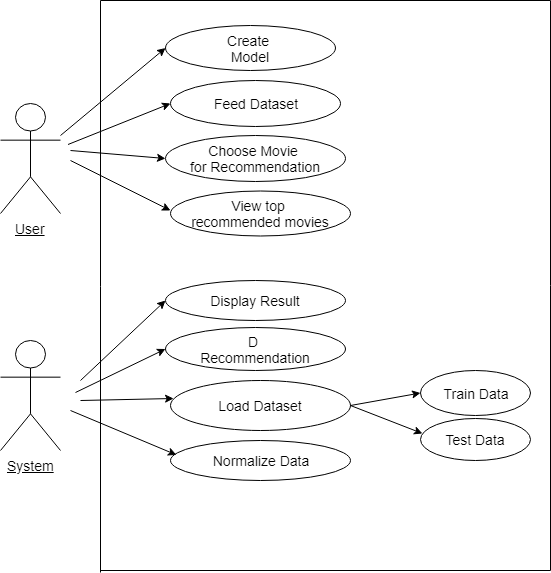 Create
Model
Feed Dataset
Choose Movie
for Recommendation
View top
recommended movies
User
Display Result
D
Recommendation
Load Dataset
Train Data
Test Data
Normalize Data
System